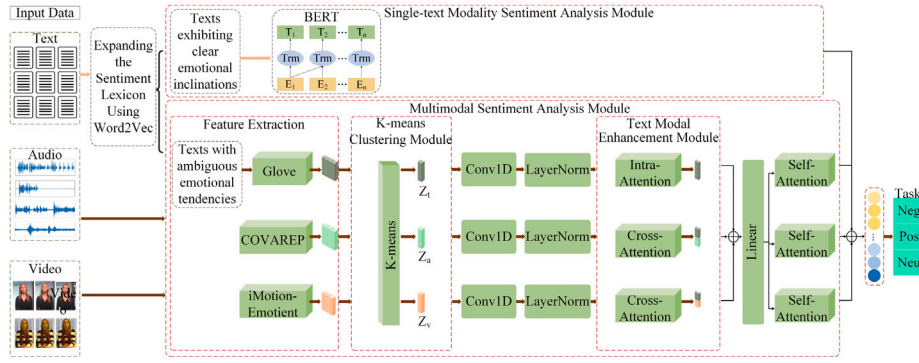 Input Data
Text
Expanding
the
Sentiment
Lexicon
Using
Word2Vec
Texts
exhibiting
clear
emotional
inclinations
BERT
T1 T2 ... Tn
Trm Trm ... Trm
E1 E2 ... En
Single-text Modality Sentiment Analysis Module
Multimodal Sentiment Analysis Module
Audio
Video
Video
Feature Extraction
Texts with
ambiguous
emotional
tendencies
Glove
COVAREP
iMotion-
Emotient
K-means
Clustering Module
K-means
Zt
Za
Zv
Conv1D LayerNorm
Conv1D LayerNorm
Conv1D LayerNorm
Text Modal
Enhancement Module
Intra-
Attention
Cross-
Attention
Cross-
Attention
Linear
Self-
Attention
Self-
Attention
Self-
Attention
Task
Neg
Pos
Neu